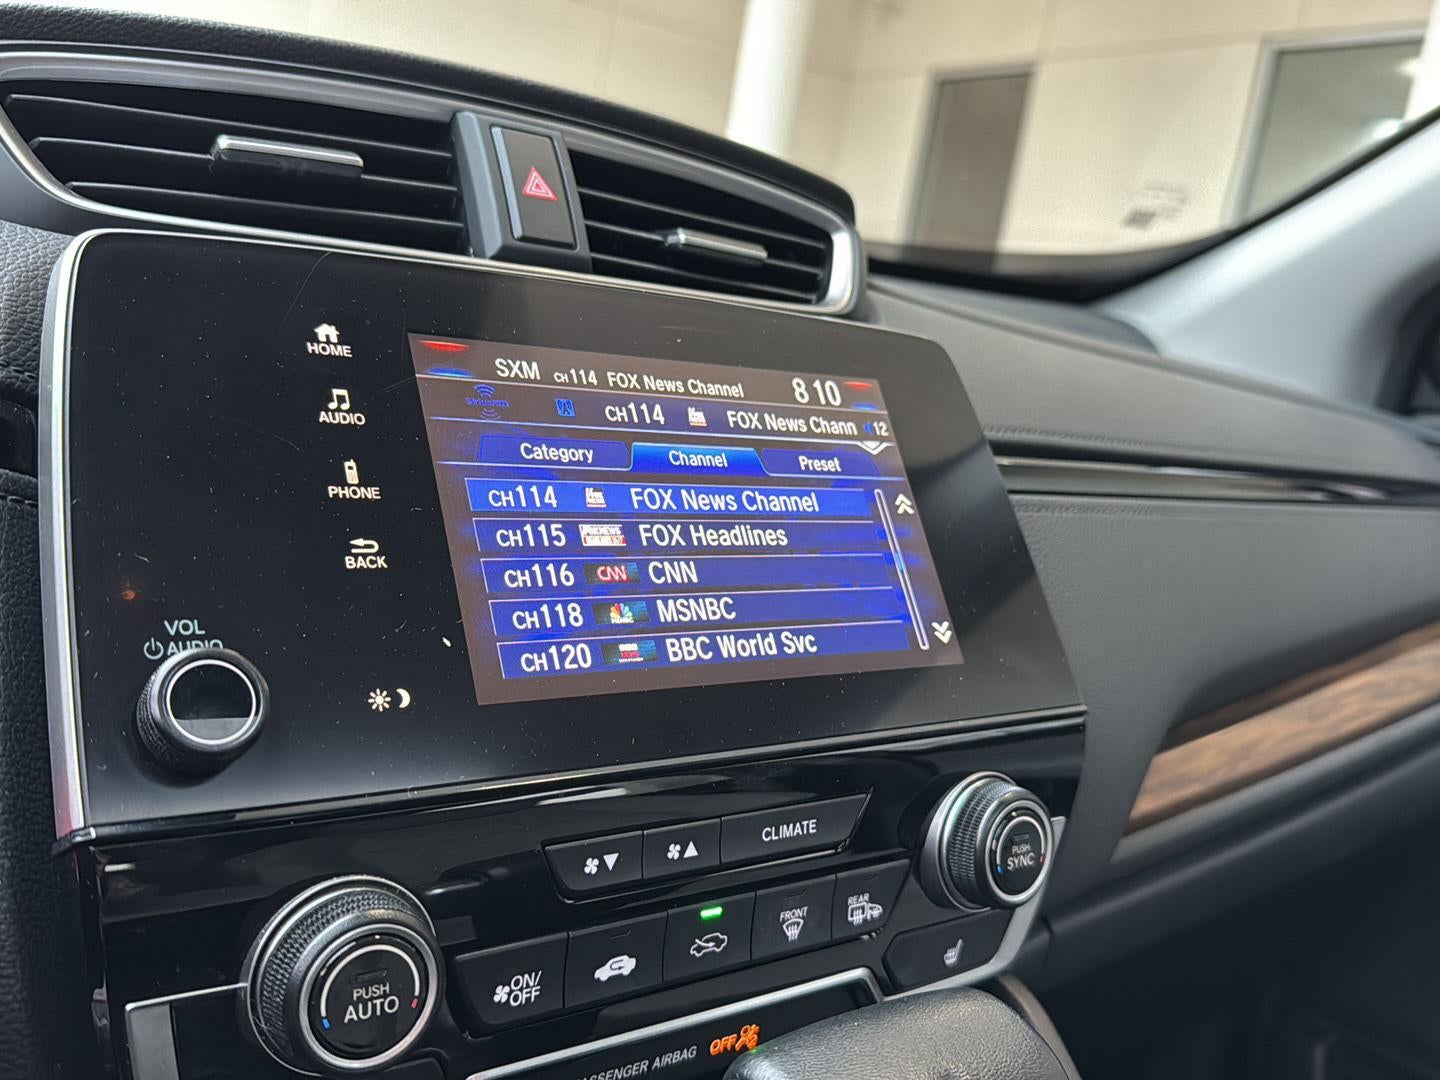 HOME
AUDIO
PHONE
BACK
VOL
AUDIO
SXM CH114 FOX News Channel 8 10
SiriusXM CH114 FOX News Chann 12
Category Channel Preset
CH114 FOX News Channel
CH115 FOX Headlines
CH116 CNN CNN
CH118 MSNBC
CH120 BBC World Svc
CLIMATE
PUSH
SYNC
FRONT
REAR
ON/
OFF
PUSH
AUTO
PASSENGER AIRBAG OFF